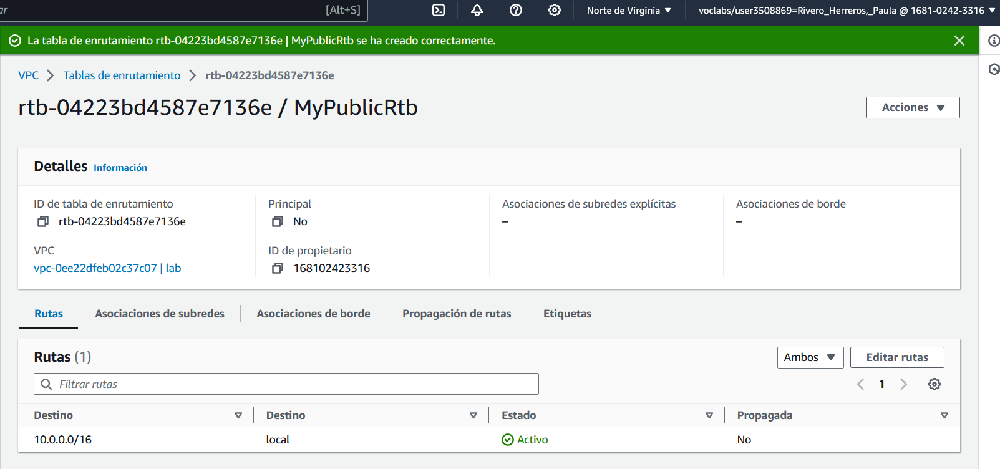 ar [Alt+S] Norte de Virginia voclabs/user3508869=Rivero_Herreros,_Paula @ 1681-0242-3316
La tabla de enrutamiento rtb-04223bd4587e7136e | MyPublicRtb se ha creado correctamente.
VPC Tablas de enrutamiento rtb-04223bd4587e7136e
rtb-04223bd4587e7136e / MyPublicRtb
Acciones
Detalles Información
ID de tabla de enrutamiento
rtb-04223bd4587e7136e
Principal
No
Asociaciones de subredes explícitas
–
Asociaciones de borde
–
VPC
vpc-0ee22dfeb02c37c07 | lab
ID de propietario
168102423316
Rutas Asociaciones de subredes Asociaciones de borde Propagación de rutas Etiquetas
Rutas (1)
Ambos Editar rutas
Filtrar rutas
1
Destino Destino Estado Propagada
10.0.0.0/16 local Activo No